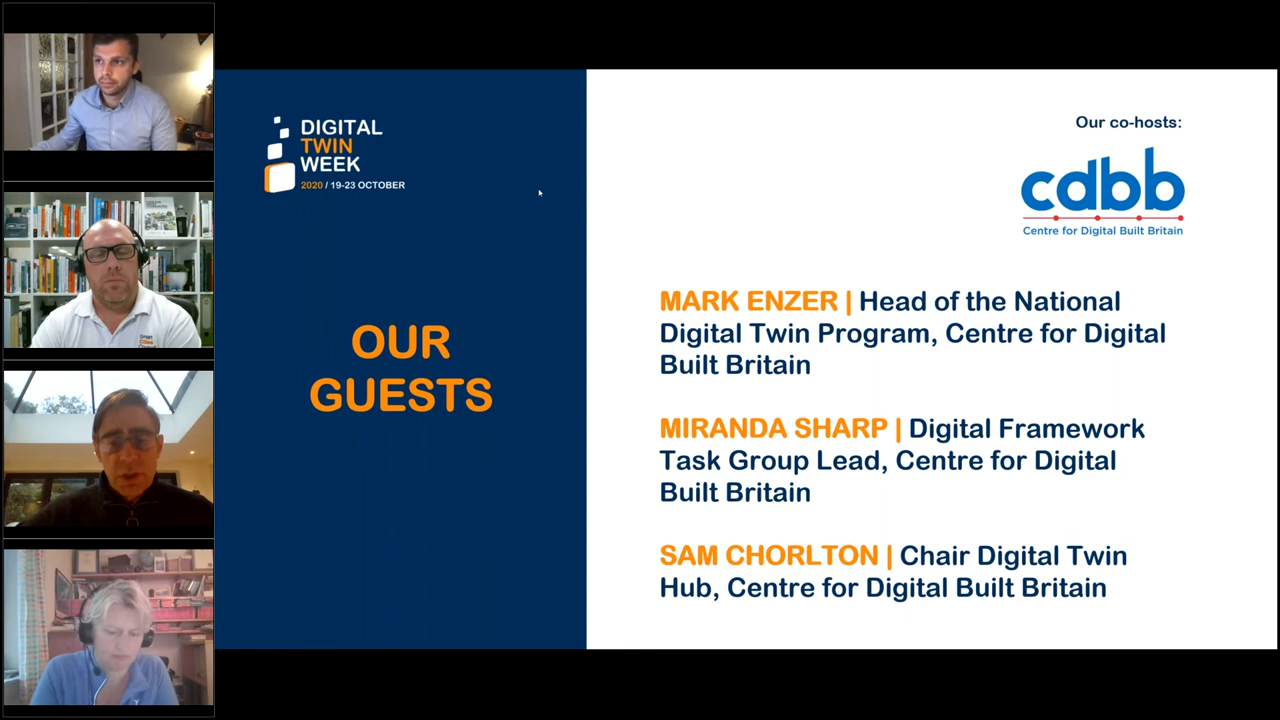 DIGITAL
TWIN
WEEK
2020 / 19-23 OCTOBER
OUR
GUESTS
Our co-hosts:
cdbb
Centre for Digital Built Britain
MARK ENZER | Head of the National
Digital Twin Program, Centre for Digital
Built Britain
MIRANDA SHARP | Digital Framework
Task Group Lead, Centre for Digital
Built Britain
SAM CHORLTON | Chair Digital Twin
Hub, Centre for Digital Built Britain